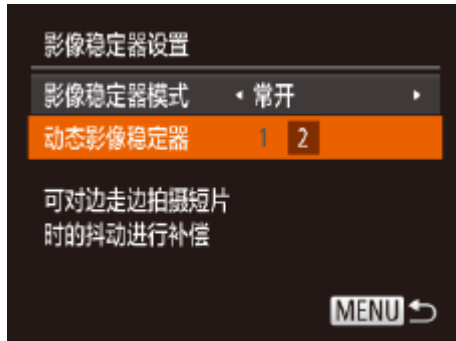 影像稳定器设置
影像稳定器模式 常开
动态影像稳定器 1 2
可对边走边拍摄短片
时的抖动进行补偿
MENU